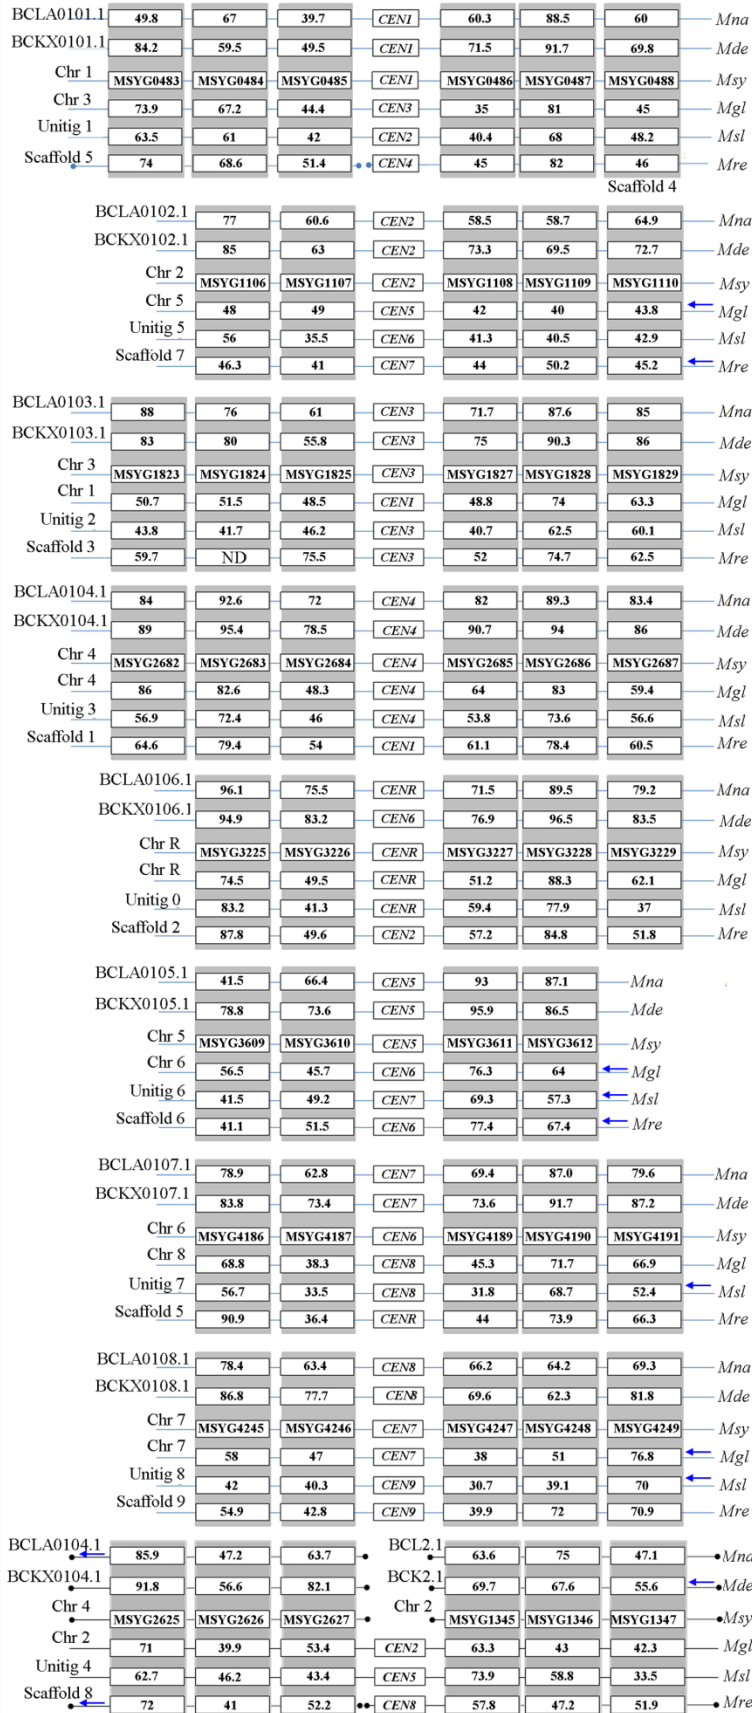 BCLA0101.1 49.8 67 39.7 CEN1 60.3 88.5 60 Mna
BCKX0101.1 84.2 59.5 49.5 CEN1 71.5 91.7 69.8 Mde
Chr 1 MSYG0483 MSYG0484 MSYG0485 CEN1 MSYG0486 MSYG0487 MSYG0488 Msy
Chr 3 73.9 67.2 44.4 CEN3 35 81 45 Mgl
Unitig 1 63.5 61 42 CEN2 40.4 68 48.2 Msl
Scaffold 5 74 68.6 51.4 CEN4 45 82 46 Mre
Scaffold 4
BCLA0102.1 77 60.6 CEN2 58.5 58.7 64.9 Mna
BCKX0102.1 85 63 CEN2 73.3 69.5 72.7 Mde
Chr 2 MSYG1106 MSYG1107 CEN2 MSYG1108 MSYG1109 MSYG1110 Msy
Chr 5 48 49 CEN5 42 40 43.8 Mgl
Unitig 5 56 35.5 CEN6 41.3 40.5 42.9 Msl
Scaffold 7 46.3 41 CEN7 44 50.2 45.2 Mre
BCLA0103.1 88 76 61 CEN3 71.7 87.6 85 Mna
BCKX0103.1 83 80 55.8 CEN3 75 90.3 86 Mde
Chr 3 MSYG1823 MSYG1824 MSYG1825 CEN3 MSYG1827 MSYG1828 MSYG1829 Msy
Chr 1 50.7 51.5 48.5 CEN1 48.8 74 63.3 Mgl
Unitig 2 43.8 41.7 46.2 CEN3 40.7 62.5 60.1 Msl
Scaffold 3 59.7 ND 75.5 CEN3 52 74.7 62.5 Mre
BCLA0104.1 84 92.6 72 CEN4 82 89.3 83.4 Mna
BCKX0104.1 89 95.4 78.5 CEN4 90.7 94 86 Mde
Chr 4 MSYG2682 MSYG2683 MSYG2684 CEN4 MSYG2685 MSYG2686 MSYG2687 Msy
Chr 4 86 82.6 48.3 CEN4 64 83 59.4 Mgl
Unitig 3 56.9 72.4 46 CEN4 53.8 73.6 56.6 Msl
Scaffold 1 64.6 79.4 54 CEN1 61.1 78.4 60.5 Mre
BCLA0106.1 96.1 75.5 CENR 71.5 89.5 79.2 Mna
BCKX0106.1 94.9 83.2 CEN6 76.9 96.5 83.5 Mde
Chr R MSYG3225 MSYG3226 CENR MSYG3227 MSYG3228 MSYG3229 Msy
Chr R 74.5 49.5 CENR 51.2 88.3 62.1 Mgl
Unitig 0 83.2 41.3 CENR 59.4 77.9 37 Msl
Scaffold 2 87.8 49.6 CEN2 57.2 84.8 51.8 Mre
BCLA0105.1 41.5 66.4 CEN5 93 87.1 Mna
BCKX0105.1 78.8 73.6 CEN5 95.9 86.5 Mde
Chr 5 MSYG3609 MSYG3610 CEN5 MSYG3611 MSYG3612 Msy
Chr 6 56.5 45.7 CEN6 76.3 64 Mgl
Unitig 6 41.5 49.2 CEN7 69.3 57.3 Msl
Scaffold 6 41.1 51.5 CEN6 77.4 67.4 Mre
BCLA0107.1 78.9 62.8 CEN7 69.4 87.0 79.6 Mna
BCKX0107.1 83.8 73.4 CEN7 73.6 91.7 87.2 Mde
Chr 6 MSYG4186 MSYG4187 CEN6 MSYG4189 MSYG4190 MSYG4191 Msy
Chr 8 68.8 38.3 CEN8 45.3 71.7 66.9 Mgl
Unitig 7 56.7 33.5 CEN8 31.8 68.7 52.4 Msl
Scaffold 5 90.9 36.4 CENR 44 73.9 66.3 Mre
BCLA0108.1 78.4 63.4 CEN8 66.2 64.2 69.3 Mna
BCKX0108.1 86.8 77.7 CEN8 69.6 62.3 81.8 Mde
Chr 7 MSYG4245 MSYG4246 CEN7 MSYG4247 MSYG4248 MSYG4249 Msy
Chr 7 58 47 CEN7 38 51 76.8 Mgl
Unitig 8 42 40.3 CEN9 30.7 39.1 70 Msl
Scaffold 9 54.9 42.8 CEN9 39.9 72 70.9 Mre
BCLA0104.1 85.9 47.2 63.7 BCL2.1 63.6 75 47.1 Mna
BCKX0104.1 91.8 56.6 82.1 BCK2.1 69.7 67.6 55.6 Mde
Chr 4 MSYG2625 MSYG2626 MSYG2627 Chr 2 MSYG1345 MSYG1346 MSYG1347 Msy
Chr 2 71 39.9 53.4 CEN2 63.3 43 42.3 Mgl
Unitig 4 62.7 46.2 43.4 CEN5 73.9 58.8 33.5 Msl
Scaffold 8 72 41 52.2 CEN8 57.8 47.2 51.9 Mre